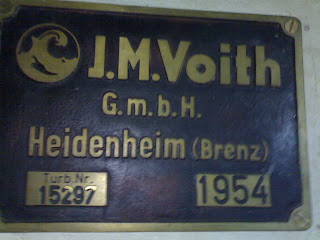 J.M.Voith
G.m.b.H.
Heidenheim (Brenz)
Turb.Nr.
15297
1954